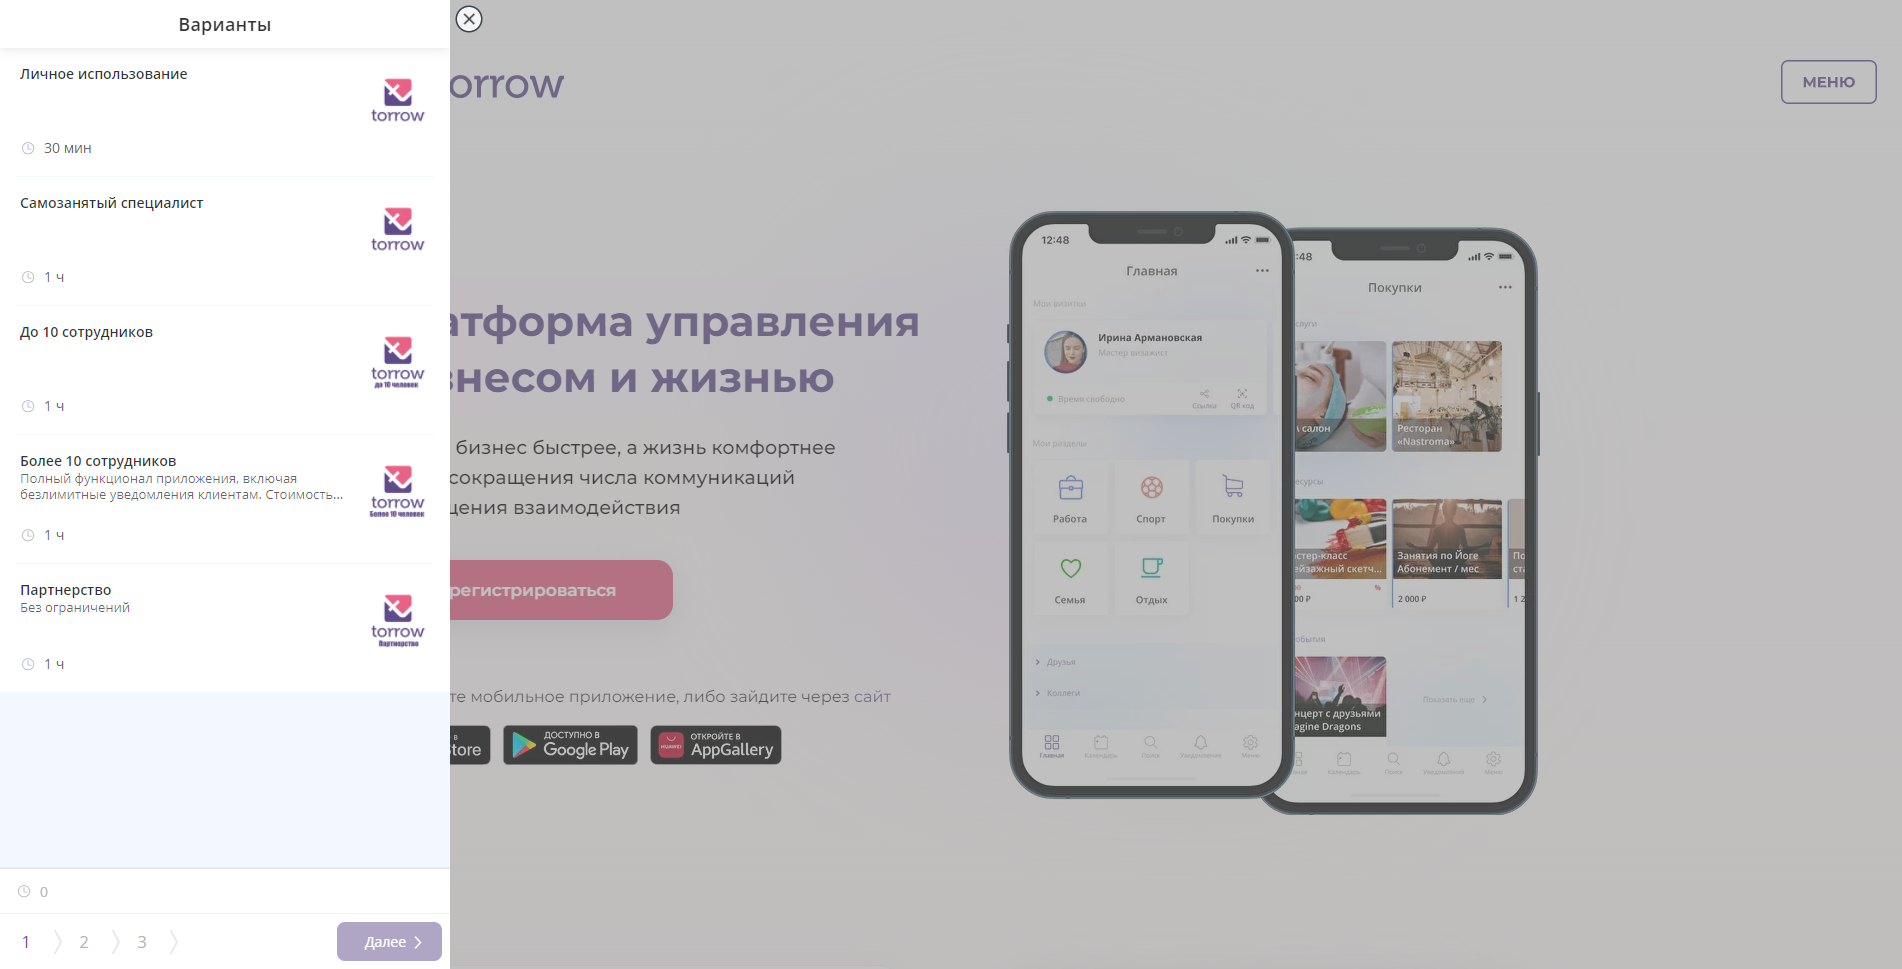 Варианты
Личное использование
torrow
30 мин
Самозанятый специалист
torrow
1 ч
До 10 сотрудников
torrow
до 10 человек
1 ч
Более 10 сотрудников
Полный функционал приложения, включая
безлимитные уведомления клиентам. Стоимость...
torrow
Более 10 человек
1 ч
Партнерство
Без ограничений
torrow
Партнерство
1 ч
0
1
2
3
Далее
orrow
МЕНЮ
атформа управления
знесом и жизнью
бизнес быстрее, а жизнь комфортнее
сокращения числа коммуникаций
щения взаимодействия
регистрироваться
те мобильное приложение, либо зайдите через сайт
в
Store
ДОСТУПНО В
Google Play
HUAWEI
ОТКРОЙТЕ В
AppGallery
12:48
Главная
Мои визитки
Ирина Армановская
Мастер визажист
Время свободно
Ссылка
QR код
Мои разделы
Работа
Спорт
Покупки
Семья
Отдых
Друзья
Коллеги
Главная
Календарь
Поиск
Уведомления
Меню
:48
Покупки
слуги
А салон
Ресторан
«Nastroma»
есурсы
астер-класс
ейзажный скетч...
Занятия по Йоге
Абонемент / мес
По
ста
00 ₽
%
2 000 ₽
1 2
обытия
нцерт с друзьями
agine Dragons
Показать еще
Календарь
Поиск
Уведомления
Меню